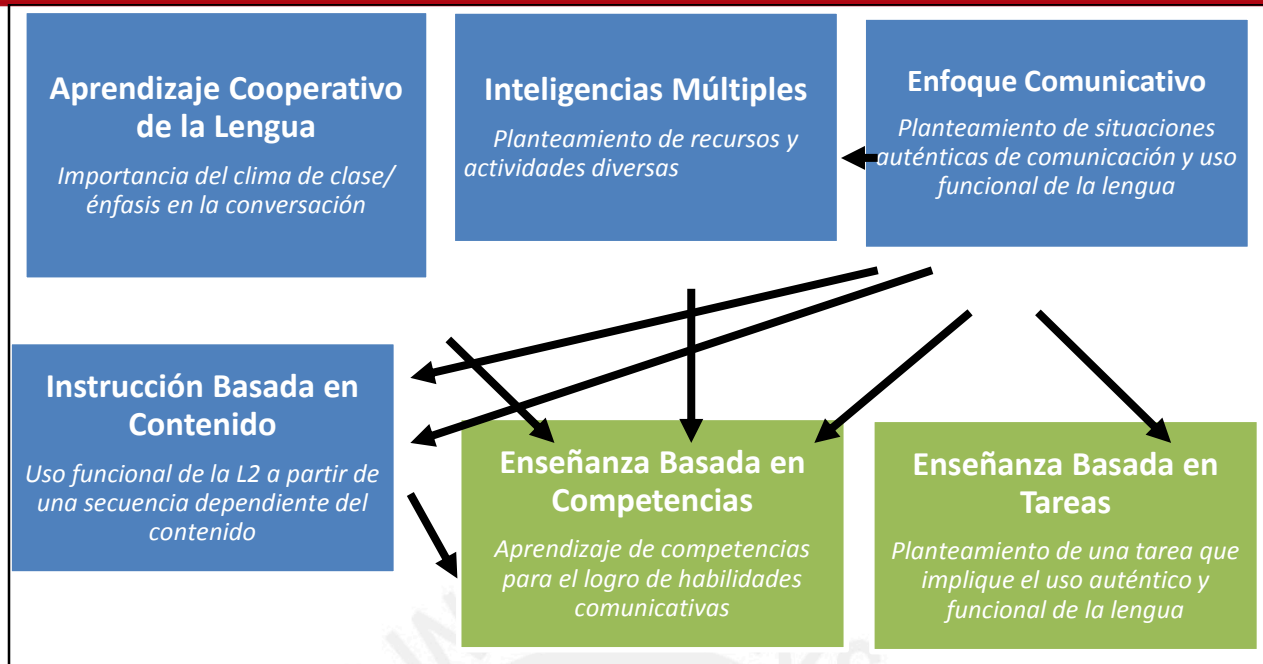 Aprendizaje Cooperativo
de la Lengua
Importancia del clima de clase/
énfasis en la conversación
Inteligencias Múltiples
Planteamiento de recursos y
actividades diversas
Enfoque Comunicativo
Planteamiento de situaciones
auténticas de comunicación y uso
funcional de la lengua
Instrucción Basada en
Contenido
Uso funcional de la L2 a partir de
una secuencia dependiente del
contenido
Enseñanza Basada en
Competencias
Aprendizaje de competencias
para el logro de habilidades
comunicativas
Enseñanza Basada en
Tareas
Planteamiento de una tarea que
implique el uso auténtico y
funcional de la lengua